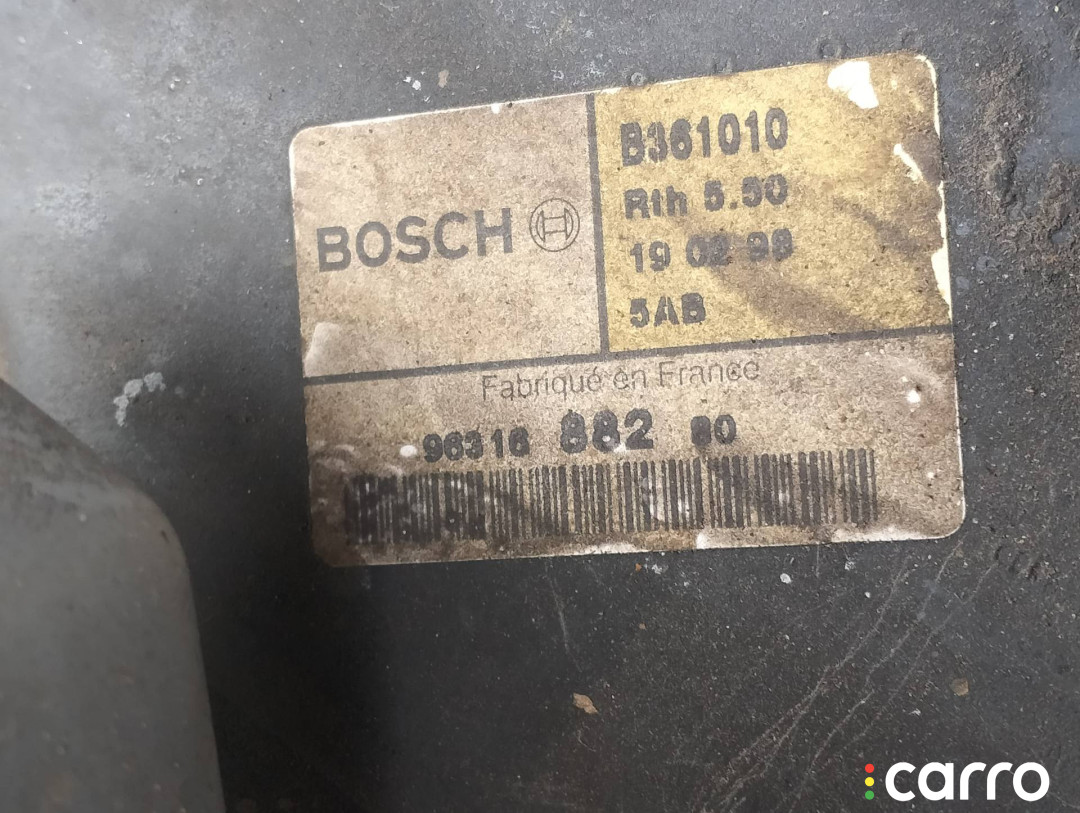 BOSCH
B361010
Rth 5.50
19 02 98
5AB
Fabriqué en France
96316 882 80
carro